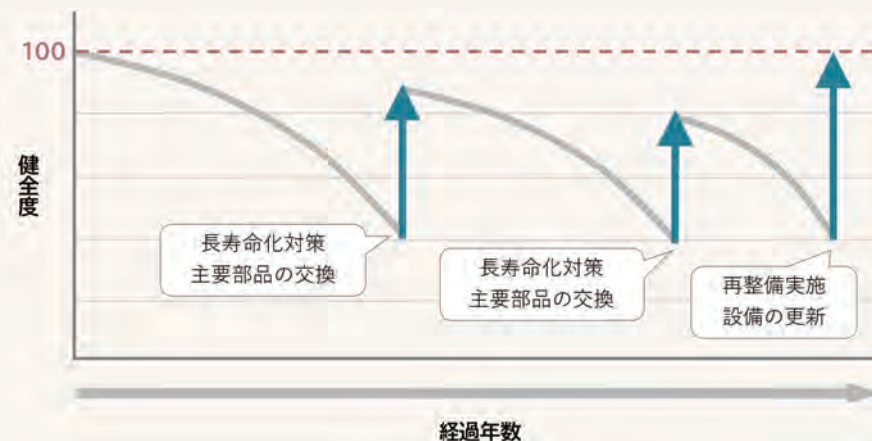 100
健全度
長寿命化対策
主要部品の交換
長寿命化対策
主要部品の交換
再整備実施
設備の更新
経過年数